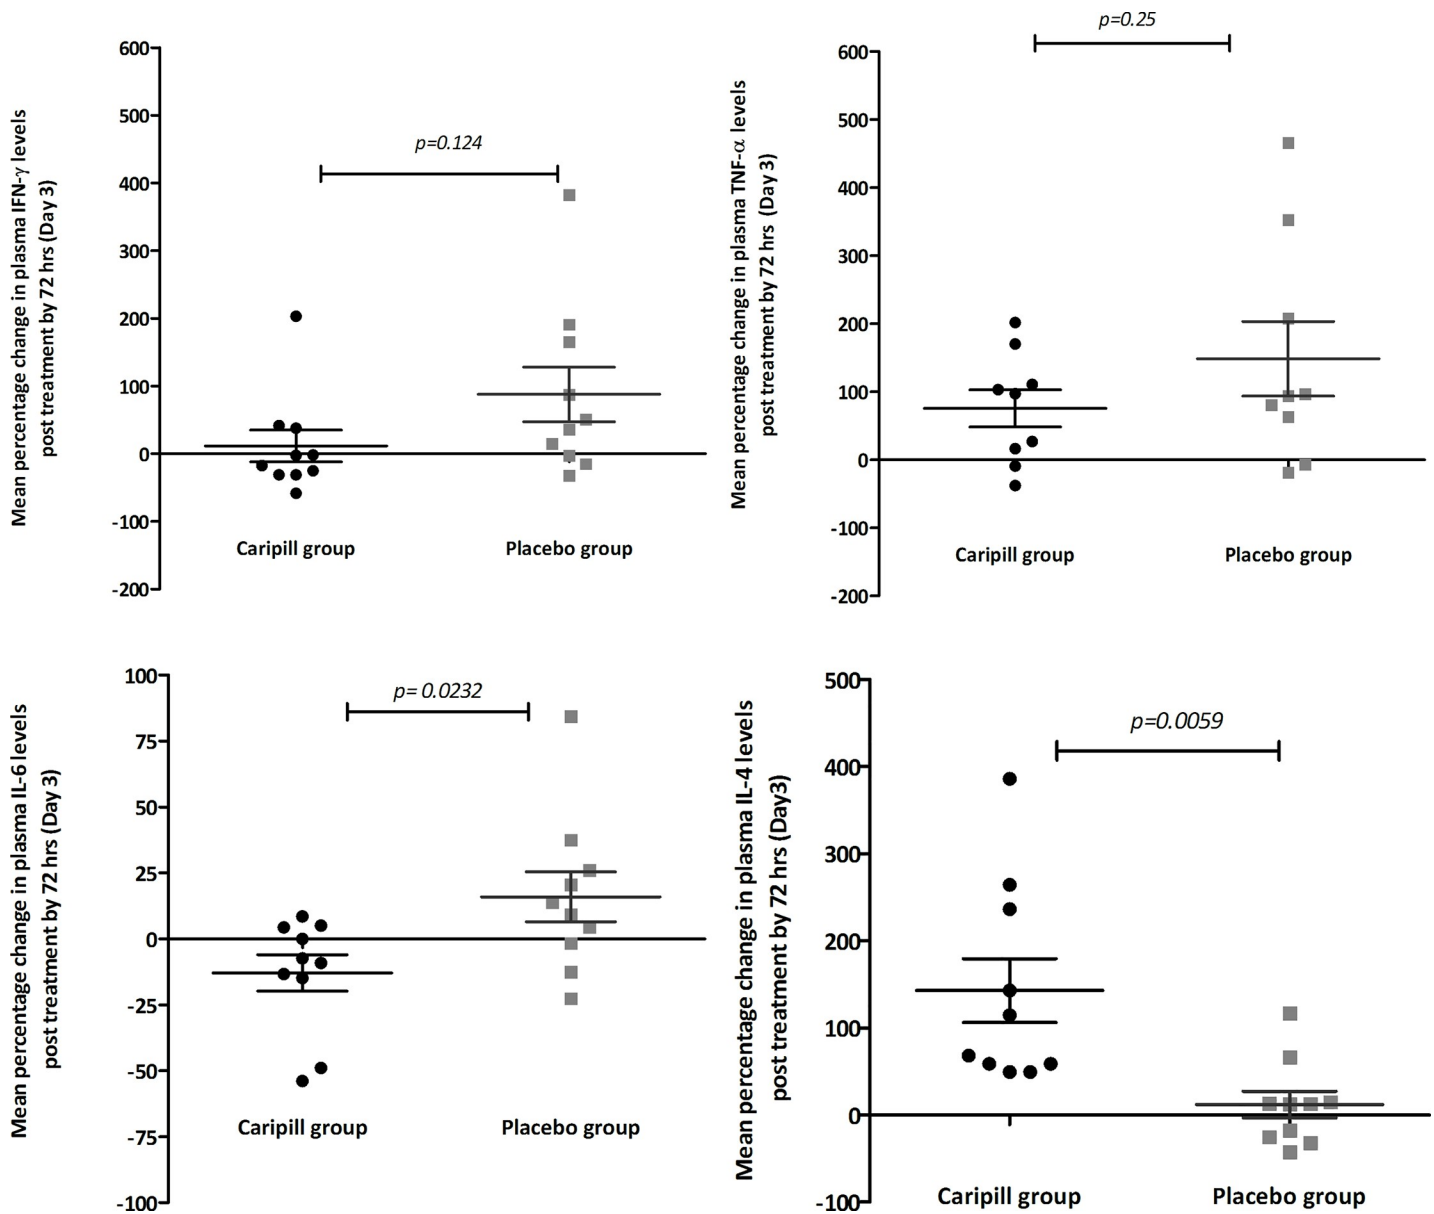 p=0.124
600
500
400
300
200
100
0
-100
-200
Mean percentage change in plasma IFN-γ levels
post treatment by 72 hrs (Day 3)
Caripill group
Placebo group
p=0.25
600
500
400
300
200
100
0
-100
-200
Mean percentage change in plasma TNF-α levels
post treatment by 72 hrs (Day 3)
Caripill group
Placebo group
p= 0.0232
100
75
50
25
0
-25
-50
-75
-100
Mean percentage change in plasma IL-6 levels
post treatment by 72 hrs (Day 3)
Caripill group
Placebo group
p=0.0059
500
400
300
200
100
0
-100
Mean percentage change in plasma IL-4 levels
post treatment by 72 hrs (Day3)
Caripill group
Placebo group